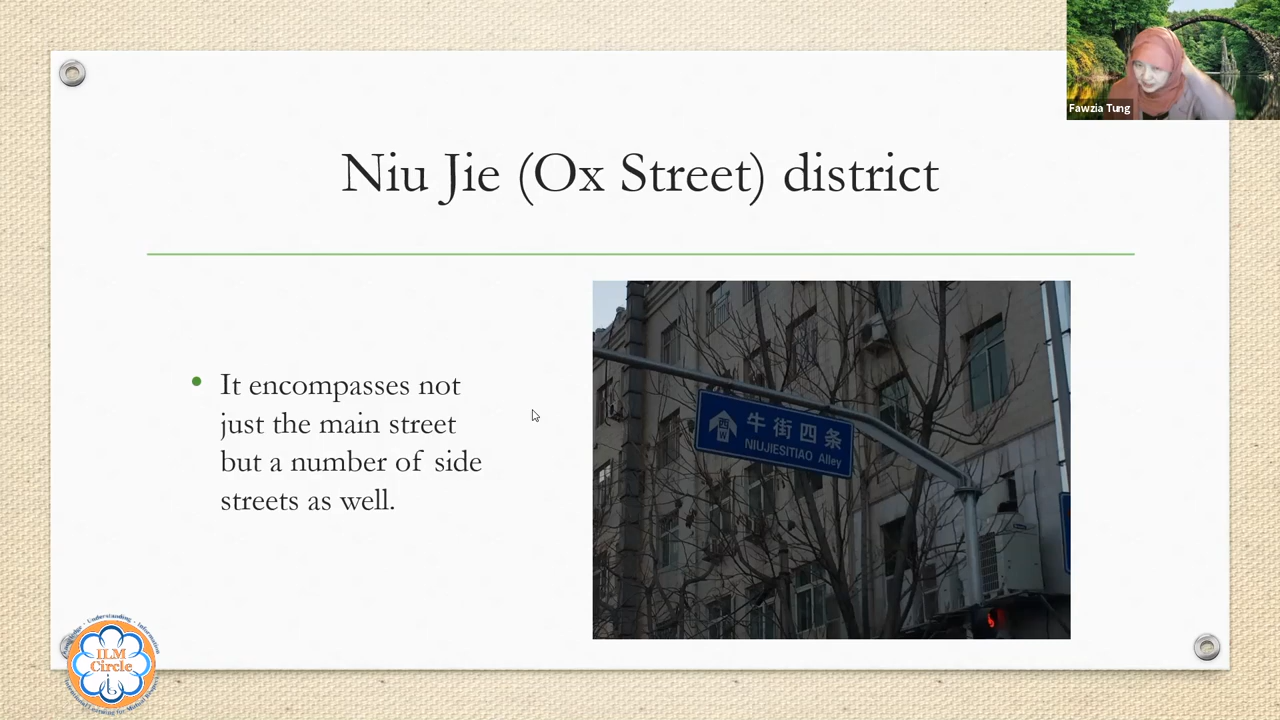 Fawzia Tung
Niu Jie (Ox Street) district
It encompasses not
just the main street
but a number of side
streets as well.
西
W
牛街四条
NIUJIESITIAO Alley
ILM
Circle